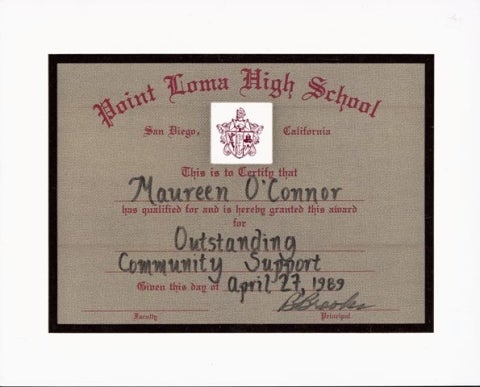 Point Loma High School
San Diego, California
This is to Certify that
Maureen O'Connor
has qualified for and is hereby granted this award
for
Outstanding
Community Support
Given this day of April 27, 1989
B Brooks
Faculty Principal